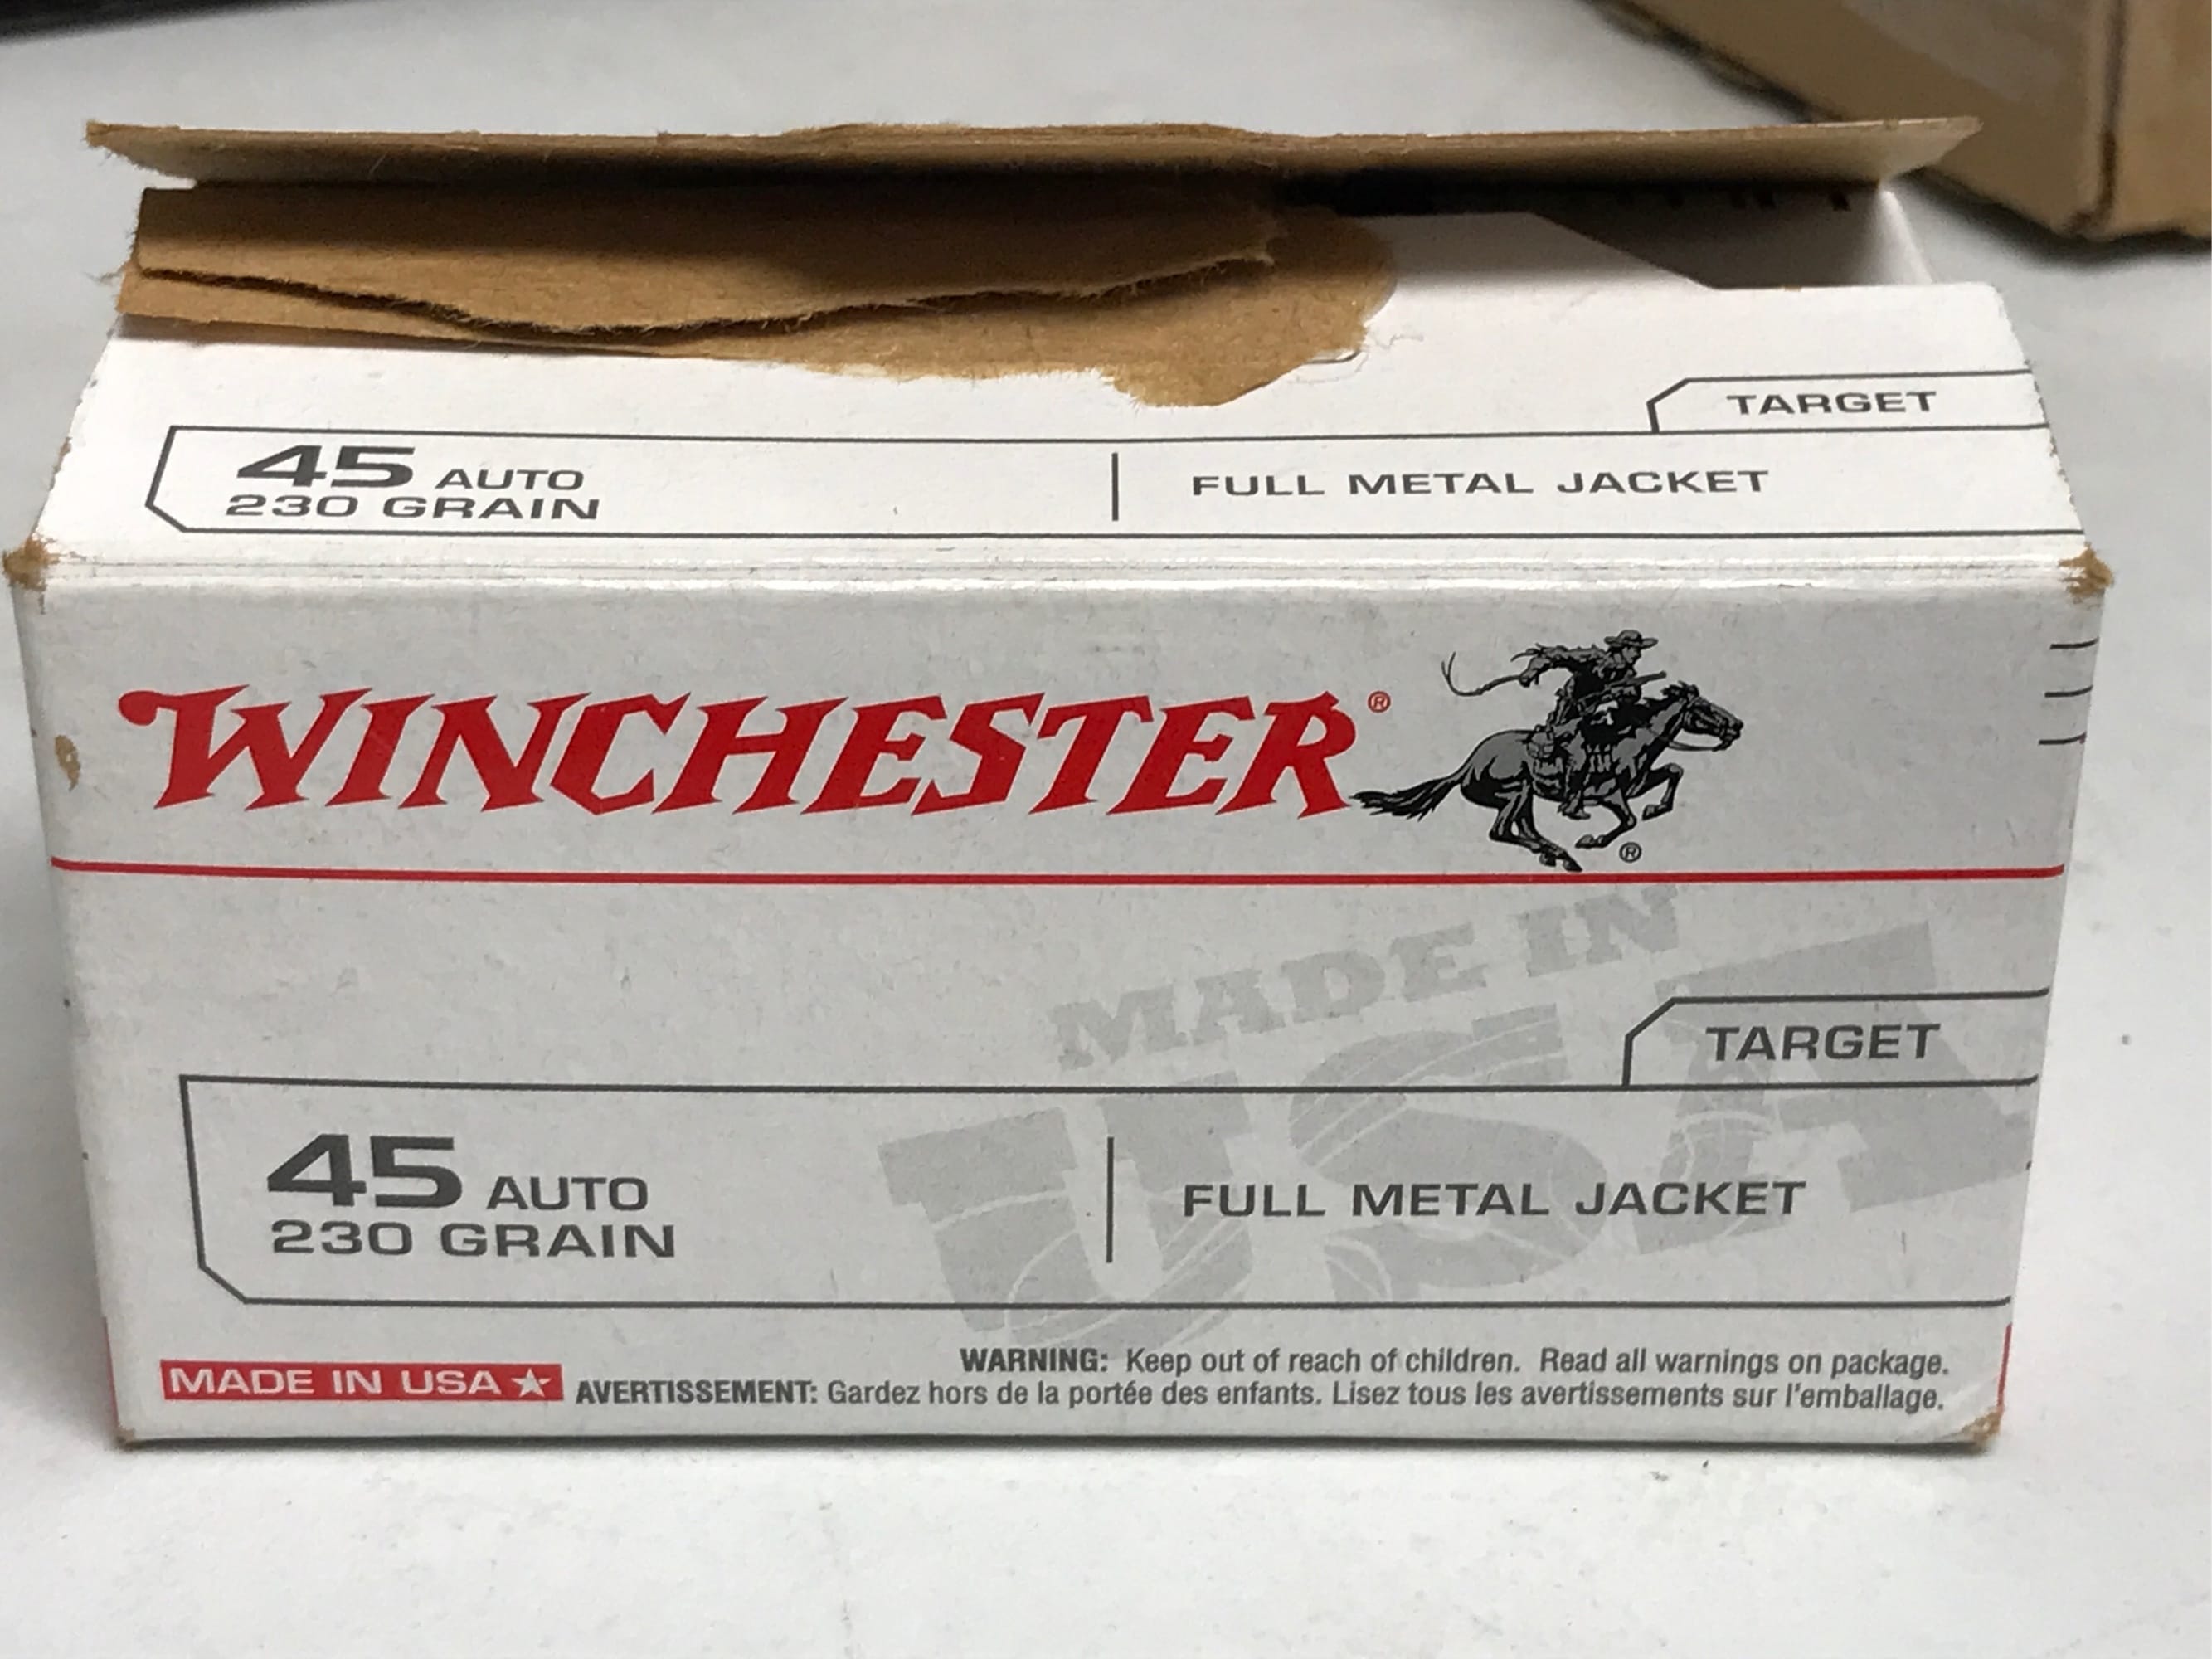 TARGET
45 AUTO
230 GRAIN
FULL METAL JACKET
WINCHESTER®
®
MADE IN
USA
TARGET
45 AUTO
230 GRAIN
FULL METAL JACKET
WARNING: Keep out of reach of children. Read all warnings on package.
MADE IN USA ★ AVERTISSEMENT: Gardez hors de la portée des enfants. Lisez tous les avertissements sur l'emballage.